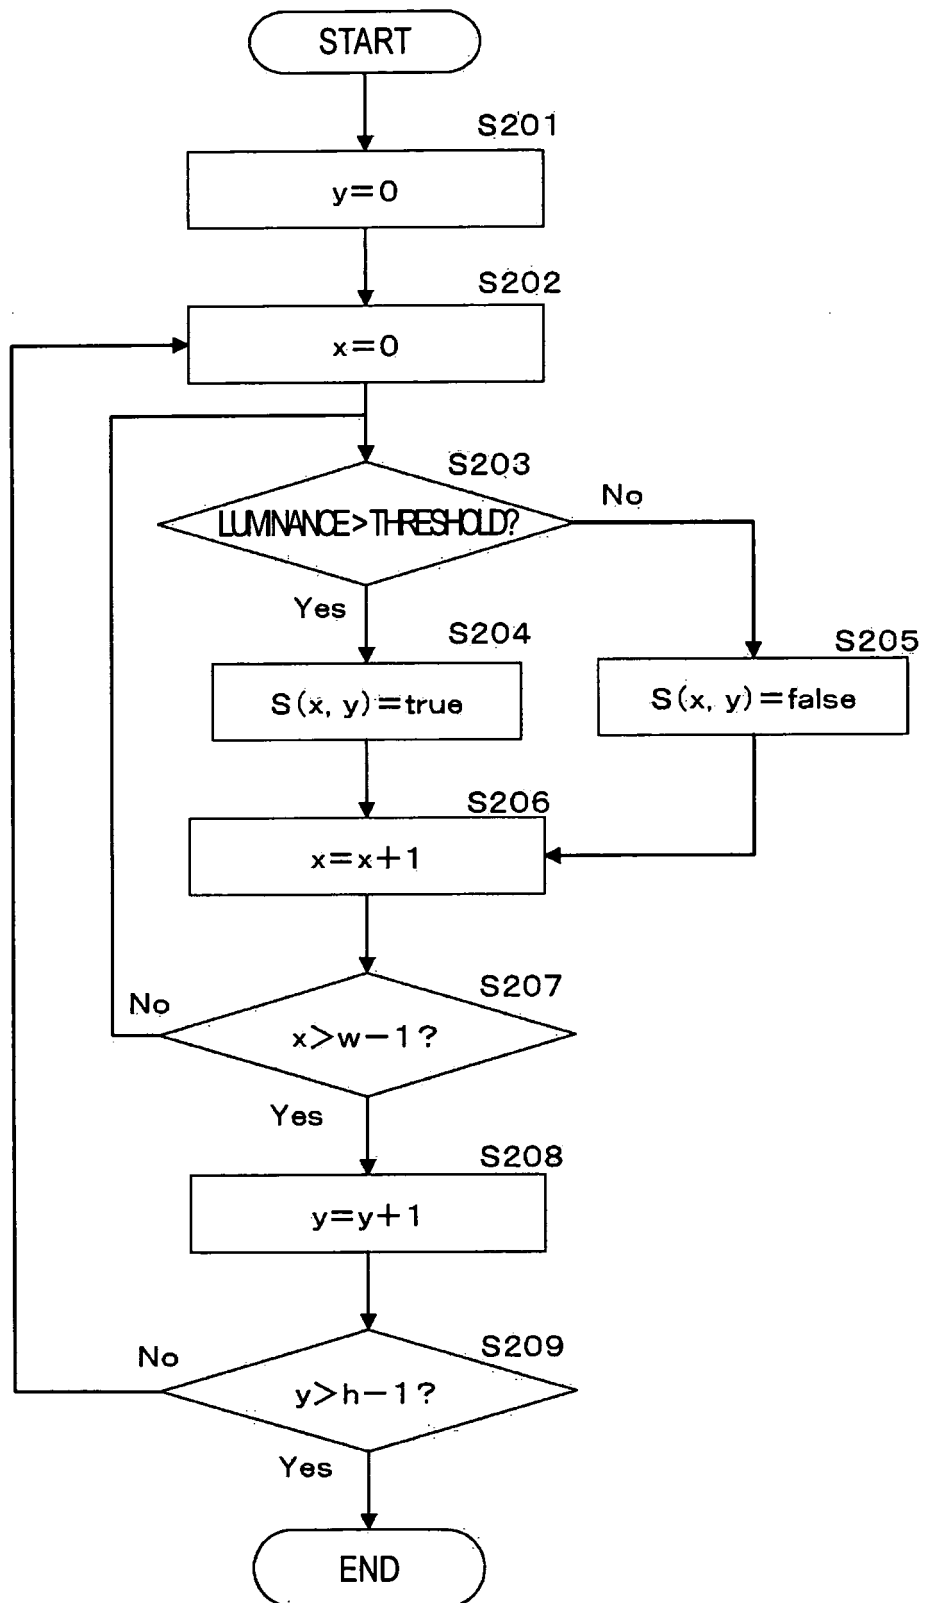 START
S201
y=0
S202
x=0
S203
LUMINANCE>THRESHOLD?
No
Yes
S204
S(x, y)=true
S205
S(x, y)=false
S206
x=x+1
S207
No
x>w-1?
Yes
S208
y=y+1
S209
No
y>h-1?
Yes
END